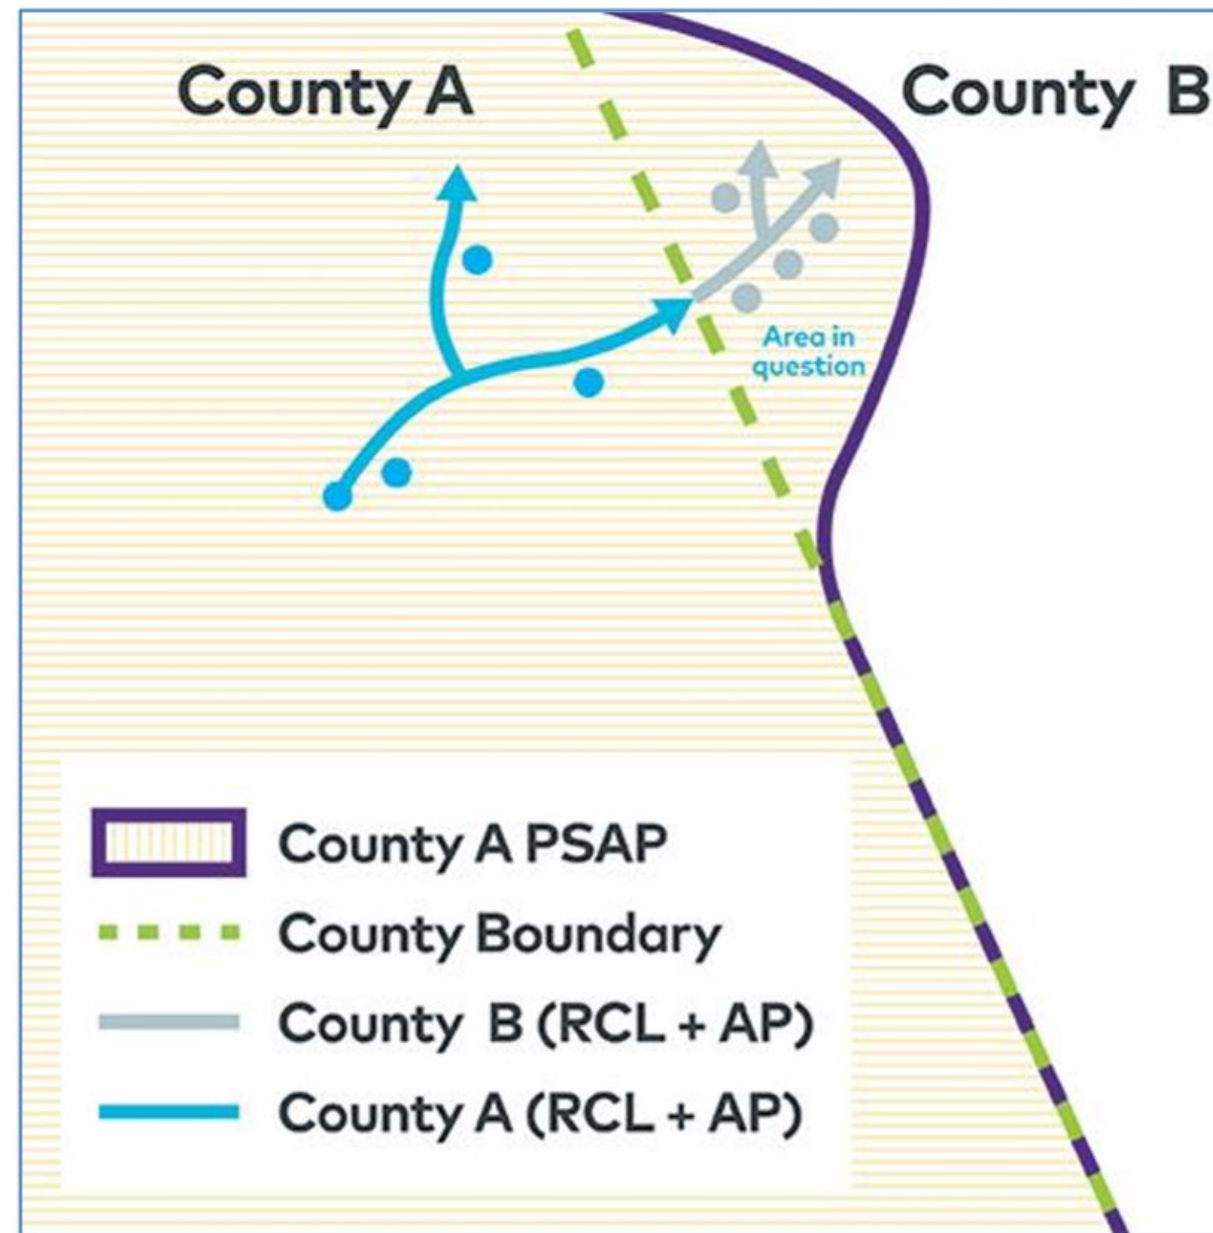 County A
County B
Area in
question
County A PSAP
County Boundary
County B (RCL + AP)
County A (RCL + AP)